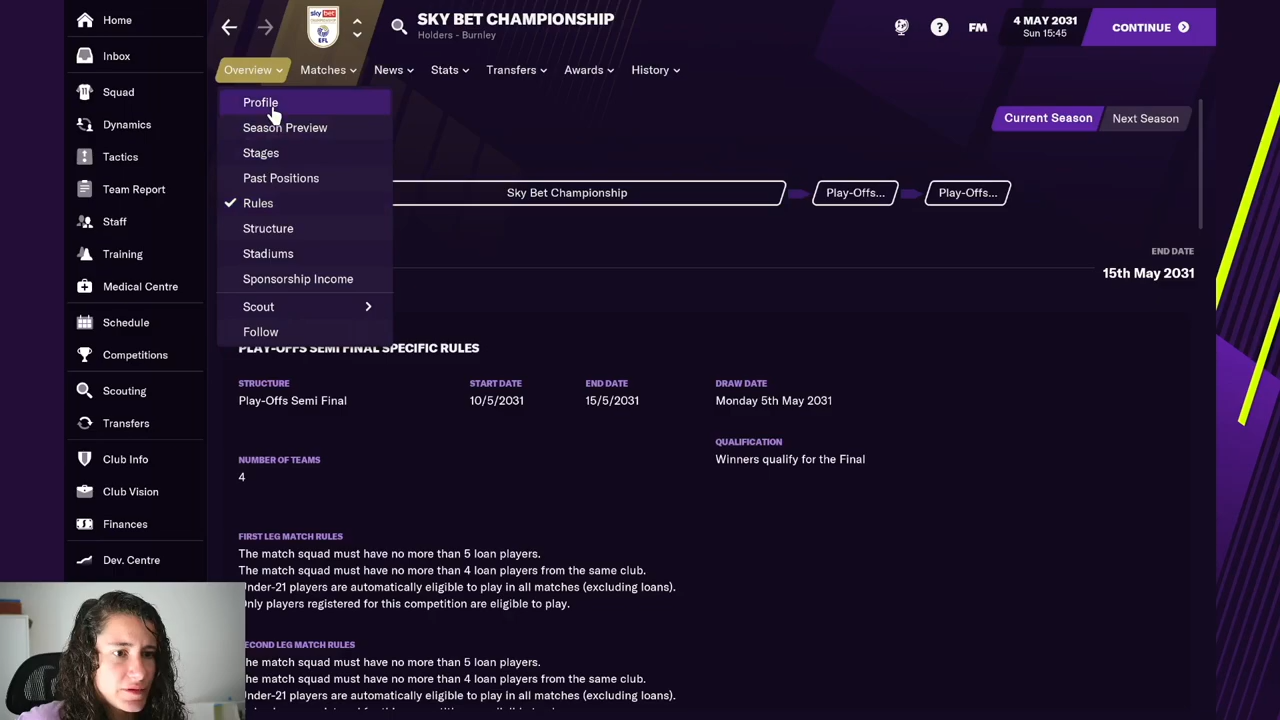 Home
Inbox
Squad
Dynamics
Tactics
Team Report
Staff
Training
Medical Centre
Schedule
Competitions
Scouting
Transfers
Club Info
Club Vision
Finances
Dev. Centre
sky bet
EFL
SKY BET CHAMPIONSHIP
Holders - Burnley
?
FM
4 MAY 2031
Sun 15:45
CONTINUE
Overview
Matches
News
Stats
Transfers
Awards
History
Profile
Season Preview
Stages
Past Positions
Rules
Structure
Stadiums
Sponsorship Income
Scout
Follow
Current Season
Next Season
Sky Bet Championship
Play-Offs...
Play-Offs...
END DATE
15th May 2031
PLAY-OFFS SEMI FINAL SPECIFIC RULES
STRUCTURE
Play-Offs Semi Final
START DATE
10/5/2031
END DATE
15/5/2031
DRAW DATE
Monday 5th May 2031
QUALIFICATION
Winners qualify for the Final
NUMBER OF TEAMS
4
FIRST LEG MATCH RULES
The match squad must have no more than 5 loan players.
The match squad must have no more than 4 loan players from the same club.
Under-21 players are automatically eligible to play in all matches (excluding loans).
Only players registered for this competition are eligible to play.
SECOND LEG MATCH RULES
The match squad must have no more than 5 loan players.
The match squad must have no more than 4 loan players from the same club.
Under-21 players are automatically eligible to play in all matches (excluding loans).